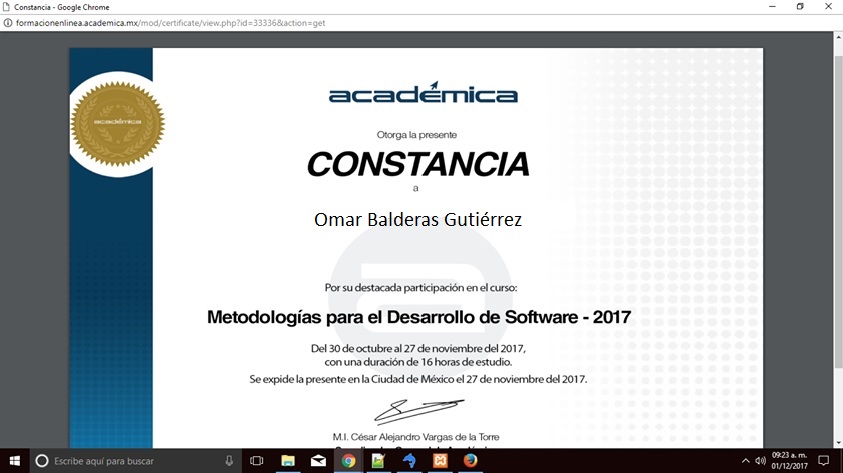 Constancia - Google Chrome
formacionenlinea.academica.mx/mod/certificate/view.php?id=33336&action=get
académica
académica
Otorga la presente
CONSTANCIA
a
Omar Balderas Gutiérrez
Por su destacada participación en el curso:
Metodologías para el Desarrollo de Software - 2017
Del 30 de octubre al 27 de noviembre del 2017,
con una duración de 16 horas de estudio.
Se expide la presente en la Ciudad de México el 27 de noviembre del 2017.
M.I. César Alejandro Vargas de la Torre
Escribe aquí para buscar
09:23 a. m.
01/12/2017